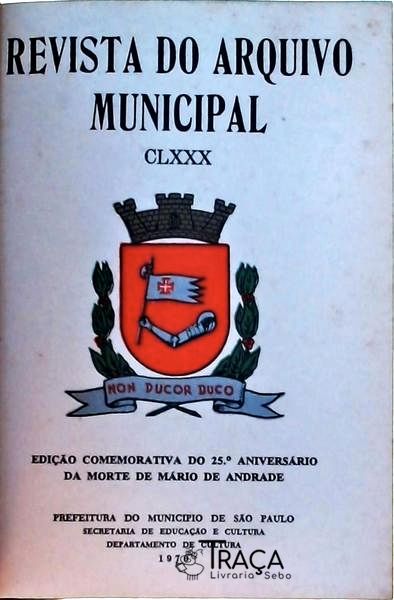 REVISTA DO ARQUIVO
MUNICIPAL
CLXXX
NON DUCOR DUCO
EDIÇÃO COMEMORATIVA DO 25.º ANIVERSÁRIO
DA MORTE DE MÁRIO DE ANDRADE
PREFEITURA DO MUNICIPIO DE SÃO PAULO
SECRETARIA DE EDUCAÇÃO E CULTURA
DEPARTAMENTO DE CULTURA
1970
TRAÇA
Livraria Sebo